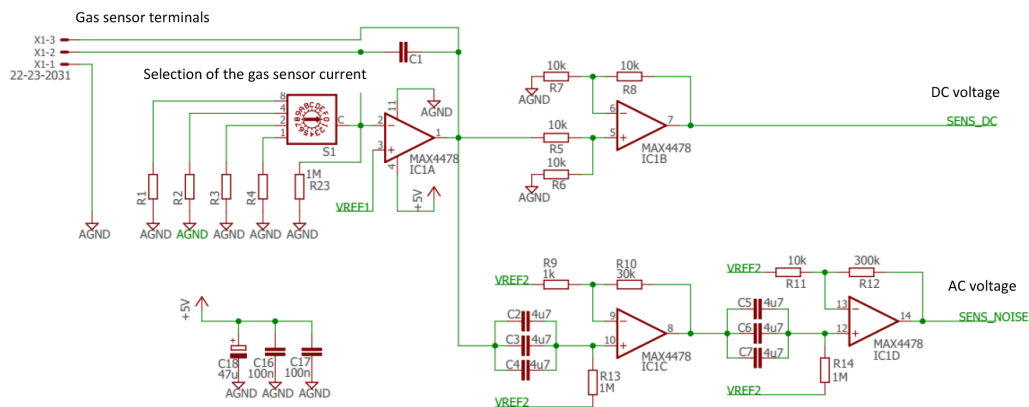 Gas sensor terminals
X1-3
X1-2
X1-1
22-23-2031
C1
Selection of the gas sensor current
8
4
2
1
C
S1
0123456789ABCDEF
11
2
3
1
4
MAX4478
IC1A
AGND
+5V
VREF1
R1
R2
R3
R4
1M
R23
AGND
AGND
AGND
AGND
AGND
AGND
10k
R7
10k
R8
AGND
10k
R5
10k
R6
AGND
6
5
7
MAX4478
IC1B
DC voltage
SENS_DC
VREF2
R9
1k
R10
30k
C2
4u7
C3
4u7
C4
4u7
9
10
8
MAX4478
IC1C
R13
1M
VREF2
VREF2
10k
R11
300k
R12
C5
4u7
C6
4u7
C7
4u7
13
12
14
MAX4478
IC1D
R14
1M
VREF2
AC voltage
SENS_NOISE
+5V
+
C18
47u
C16
100n
C17
100n
AGND
AGND
AGND